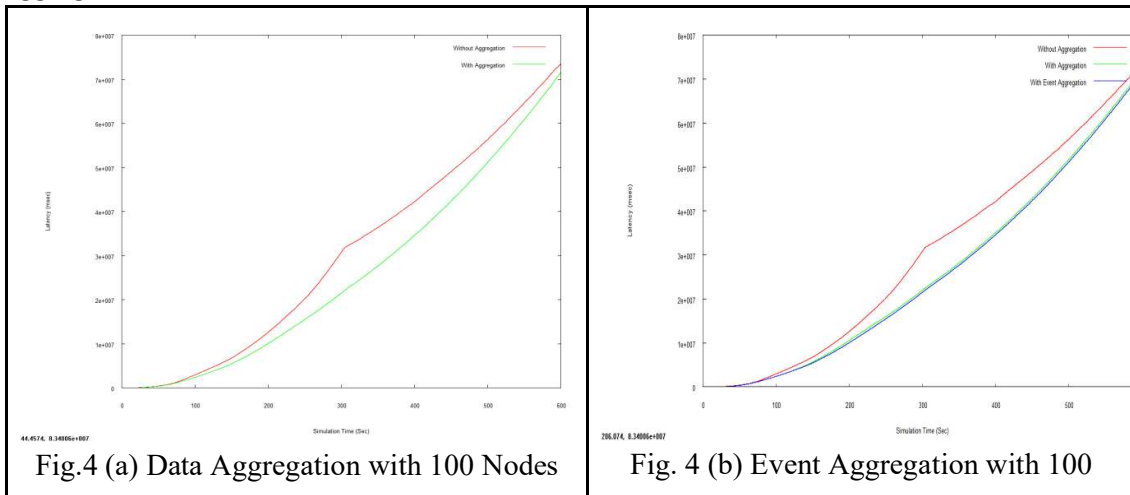 8e+007
7e+007
6e+007
5e+007
4e+007
3e+007
2e+007
1e+007
0
0 100 200 300 400 500 600
Without Aggregation
With Aggregation
Latency (msec)
Simulation Time (Sec)
44.4574, 8.34086e+007
Fig.4 (a) Data Aggregation with 100 Nodes
8e+007
7e+007
6e+007
5e+007
4e+007
3e+007
2e+007
1e+007
0
0 100 200 300 400 500
Without Aggregation
With Aggregation
With Event Aggregation
Latency (msec)
Simulation Time (Sec)
206.074, 8.34086e+007
Fig. 4 (b) Event Aggregation with 100